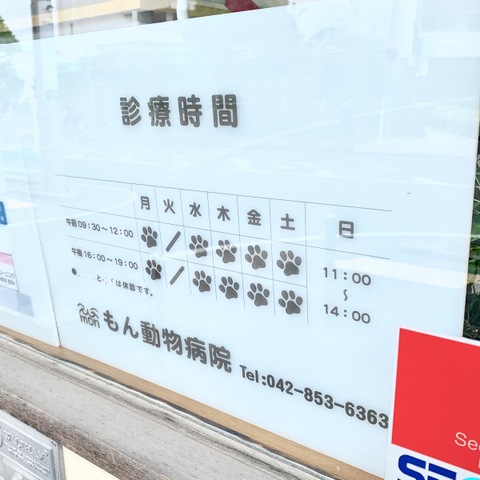 診療時間
月 火 水 木 金 土 日
午前 09:30～12:00 /
午後 16:00～19:00 /
11:00
～
14:00
は休診です。
mon もん動物病院 Tel:042-853-6363
Se